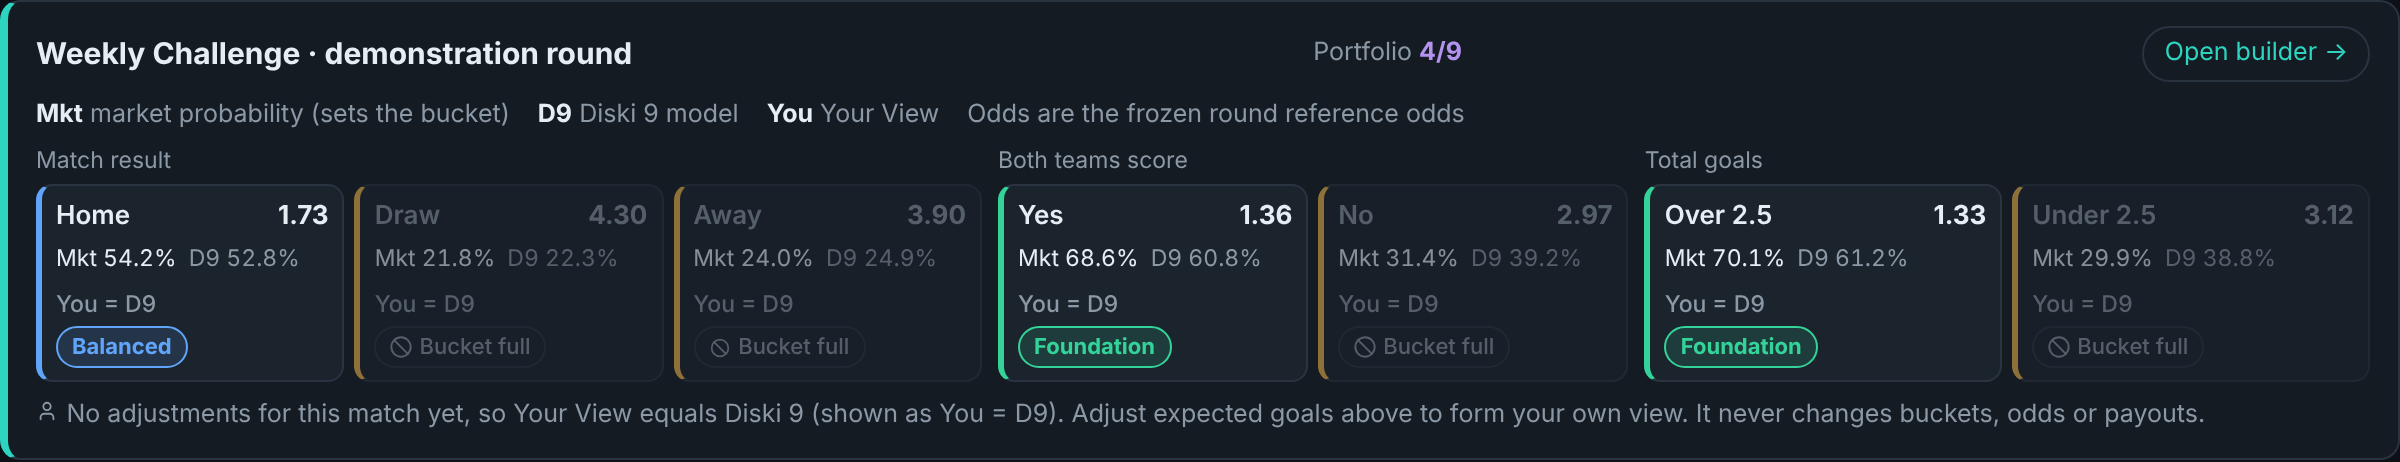 Weekly Challenge · demonstration round
Portfolio 4/9
Open builder →
Mkt market probability (sets the bucket) D9 Diski 9 model You Your View Odds are the frozen round reference odds
Match result
Home 1.73
Mkt 54.2% D9 52.8%
You = D9
Balanced
Draw 4.30
Mkt 21.8% D9 22.3%
You = D9
Bucket full
Away 3.90
Mkt 24.0% D9 24.9%
You = D9
Bucket full
Both teams score
Yes 1.36
Mkt 68.6% D9 60.8%
You = D9
Foundation
No 2.97
Mkt 31.4% D9 39.2%
You = D9
Bucket full
Total goals
Over 2.5 1.33
Mkt 70.1% D9 61.2%
You = D9
Foundation
Under 2.5 3.12
Mkt 29.9% D9 38.8%
You = D9
Bucket full
No adjustments for this match yet, so Your View equals Diski 9 (shown as You = D9). Adjust expected goals above to form your own view. It never changes buckets, odds or payouts.